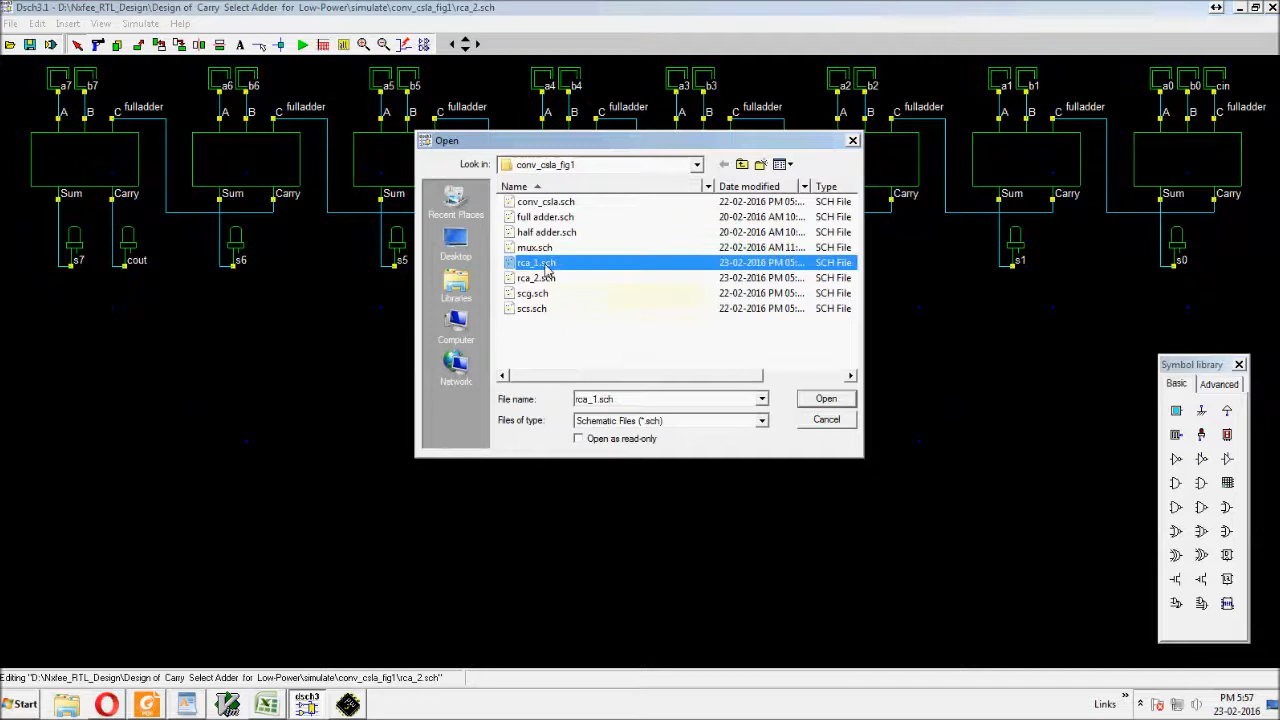 Dsch3.1 - D:\Nxfee_RTL_Design\Design of Carry Select Adder for Low-Power\simulate\conv_csla_fig1\rca_2.sch
File Edit Insert View Simulate Help
a7 b7 a6 b6 a5 b5 a4 b4 a3 b3 a2 b2 a1 b1 a0 b0 cin
A B C fulladder A B C fulladder fulladder fulladder fulladder fulladder A B C fulladder A B C fulladder
Open
Look in: conv_csla_fig1
Name Date modified Type
conv_csla.sch 22-02-2016 PM 05:... SCH File
full adder.sch 20-02-2016 AM 10:... SCH File
half adder.sch 20-02-2016 AM 10:... SCH File
mux.sch 22-02-2016 AM 11:... SCH File
rca_1.sch 23-02-2016 PM 05:... SCH File
rca_2.sch 23-02-2016 PM 05:... SCH File
scg.sch 22-02-2016 PM 05:... SCH File
scs.sch 22-02-2016 PM 05:... SCH File
Recent Places
Desktop
Libraries
Computer
Network
File name: rca_1.sch Open
Files of type: Schematic Files (*.sch) Cancel
Open as read-only
Sum Carry Sum Carry Sum Carry Sum Carry Sum Carry
s7 cout s6 s5 s1 s0
Symbol library
Basic Advanced
Editing "D:\Nxfee_RTL_Design\Design of Carry Select Adder for Low-Power\simulate\conv_csla_fig1\rca_2.sch"
Start dsch3 Links PM 5:57
23-02-2016